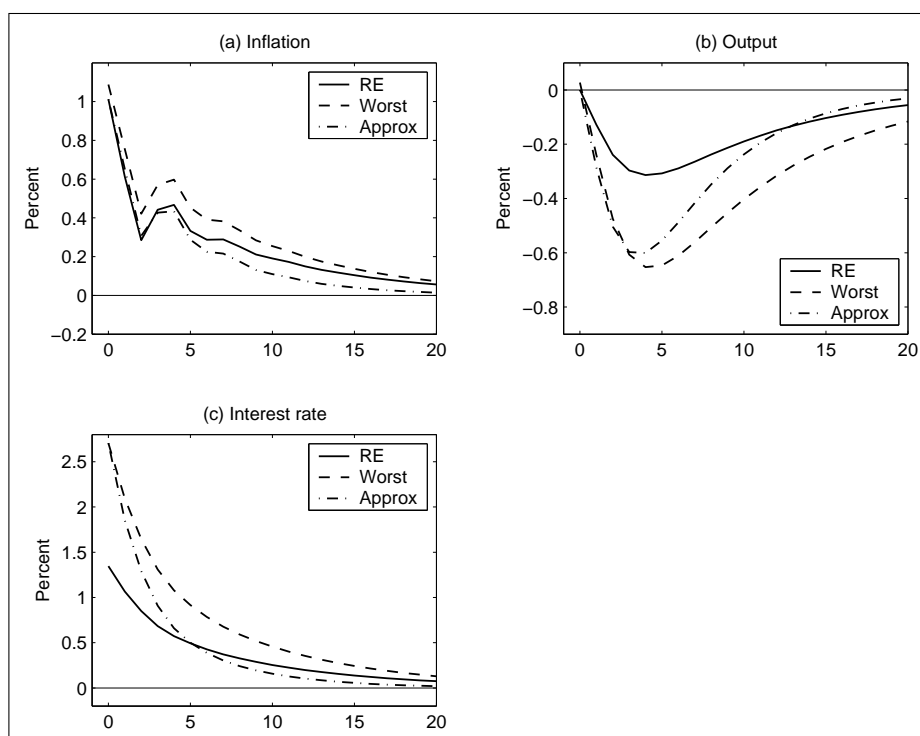 (a) Inflation
Percent
1
0.8
0.6
0.4
0.2
0
−0.2
0 5 10 15 20
RE
Worst
Approx
(b) Output
Percent
0
−0.2
−0.4
−0.6
−0.8
0 5 10 15 20
RE
Worst
Approx
(c) Interest rate
Percent
2.5
2
1.5
1
0.5
0
0 5 10 15 20
RE
Worst
Approx